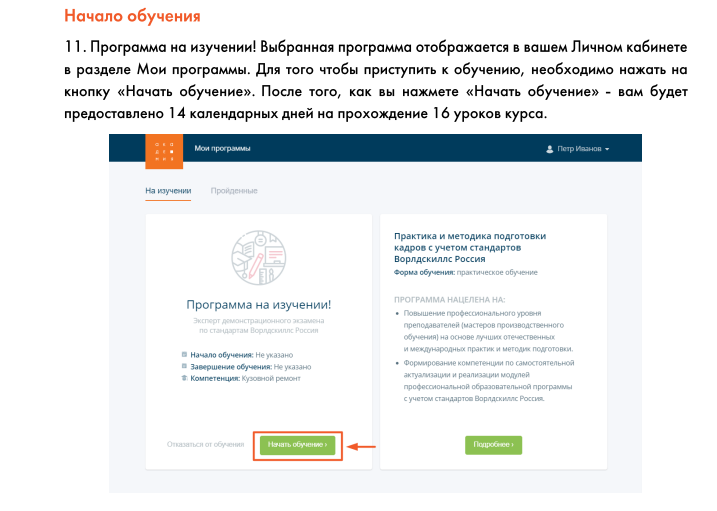 Начало обучения
11. Программа на изучении! Выбранная программа отображается в вашем Личном кабинете
в разделе Мои программы. Для того чтобы приступить к обучению, необходимо нажать на
кнопку «Начать обучение». После того, как вы нажмете «Начать обучение» - вам будет
предоставлено 14 календарных дней на прохождение 16 уроков курса.
Мои программы
Петр Иванов
На изучении Пройденные
Программа на изучении!
Эксперт демонстрационного экзамена
по стандартам Ворлдскиллс Россия
Начало обучения: Не указано
Завершение обучения: Не указано
Компетенция: Кузовной ремонт
Отказаться от обучения
Начать обучение ›
Практика и методика подготовки
кадров с учетом стандартов
Ворлдскиллс Россия
Форма обучения: практическое обучение
ПРОГРАММА НАЦЕЛЕНА НА:
• Повышение профессионального уровня
преподавателей (мастеров производственного
обучения) на основе лучших отечественных
и международных практик и методик подготовки.
• Формирование компетенции по самостоятельной
актуализации и реализации модулей
профессиональной образовательной программы
с учетом стандартов Ворлдскиллс Россия.
Подробнее ›